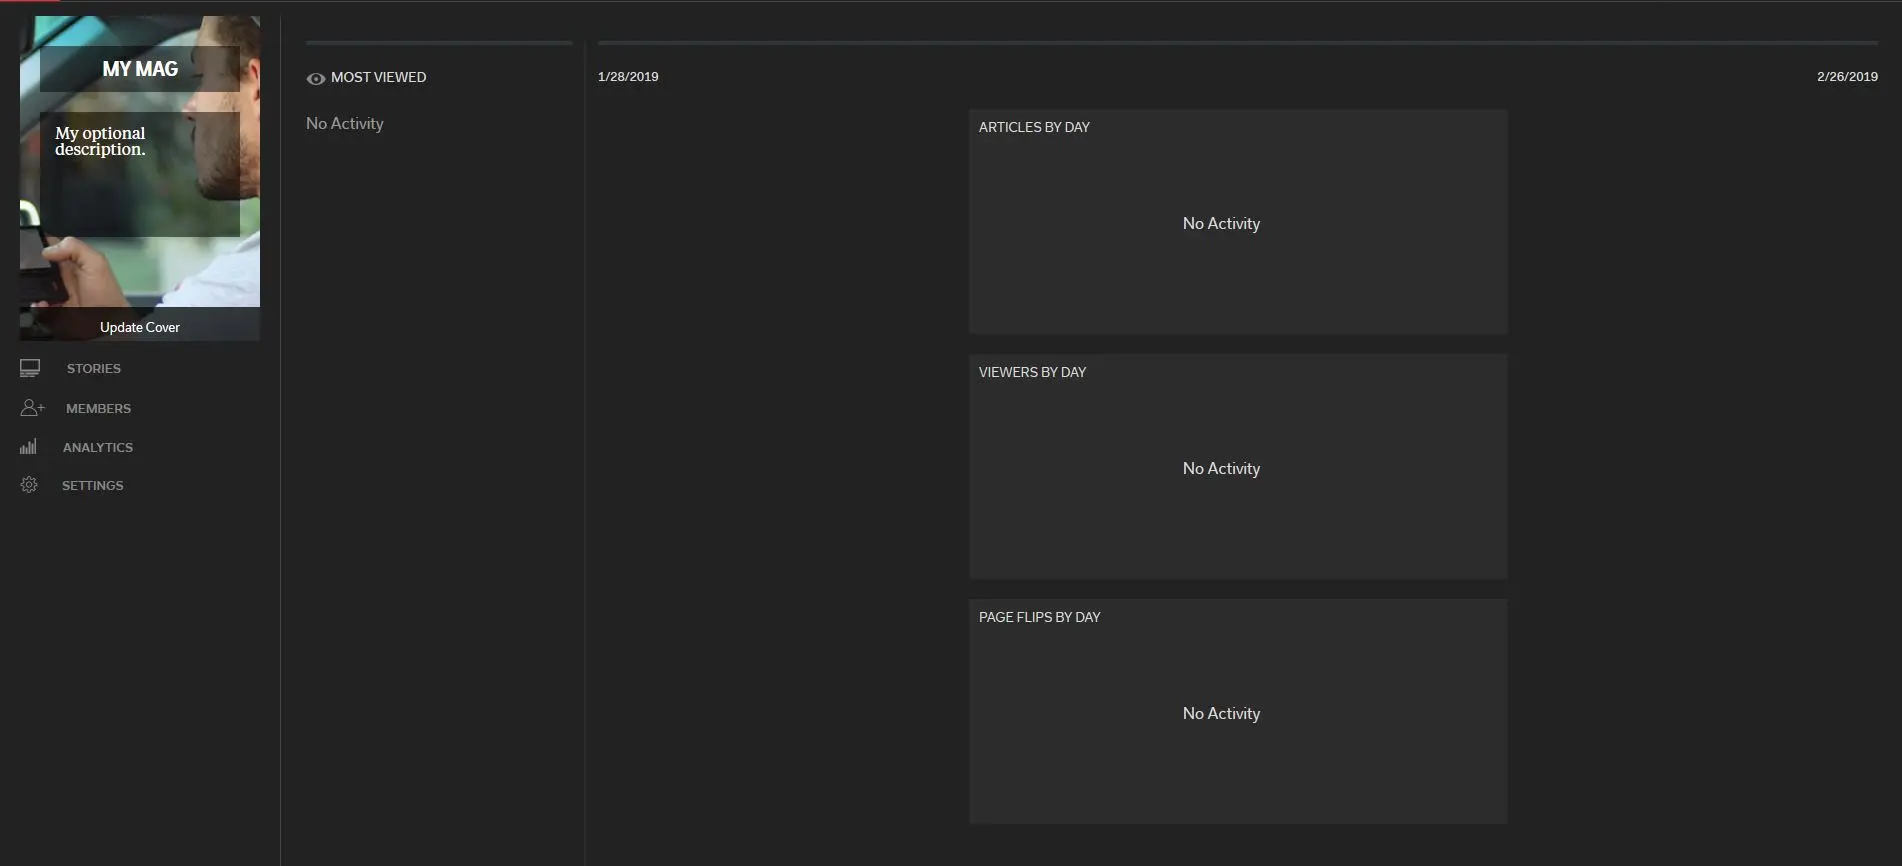 MY MAG
My optional
description.
Update Cover
STORIES
MEMBERS
ANALYTICS
SETTINGS
MOST VIEWED
No Activity
1/28/2019
2/26/2019
ARTICLES BY DAY
No Activity
VIEWERS BY DAY
No Activity
PAGE FLIPS BY DAY
No Activity